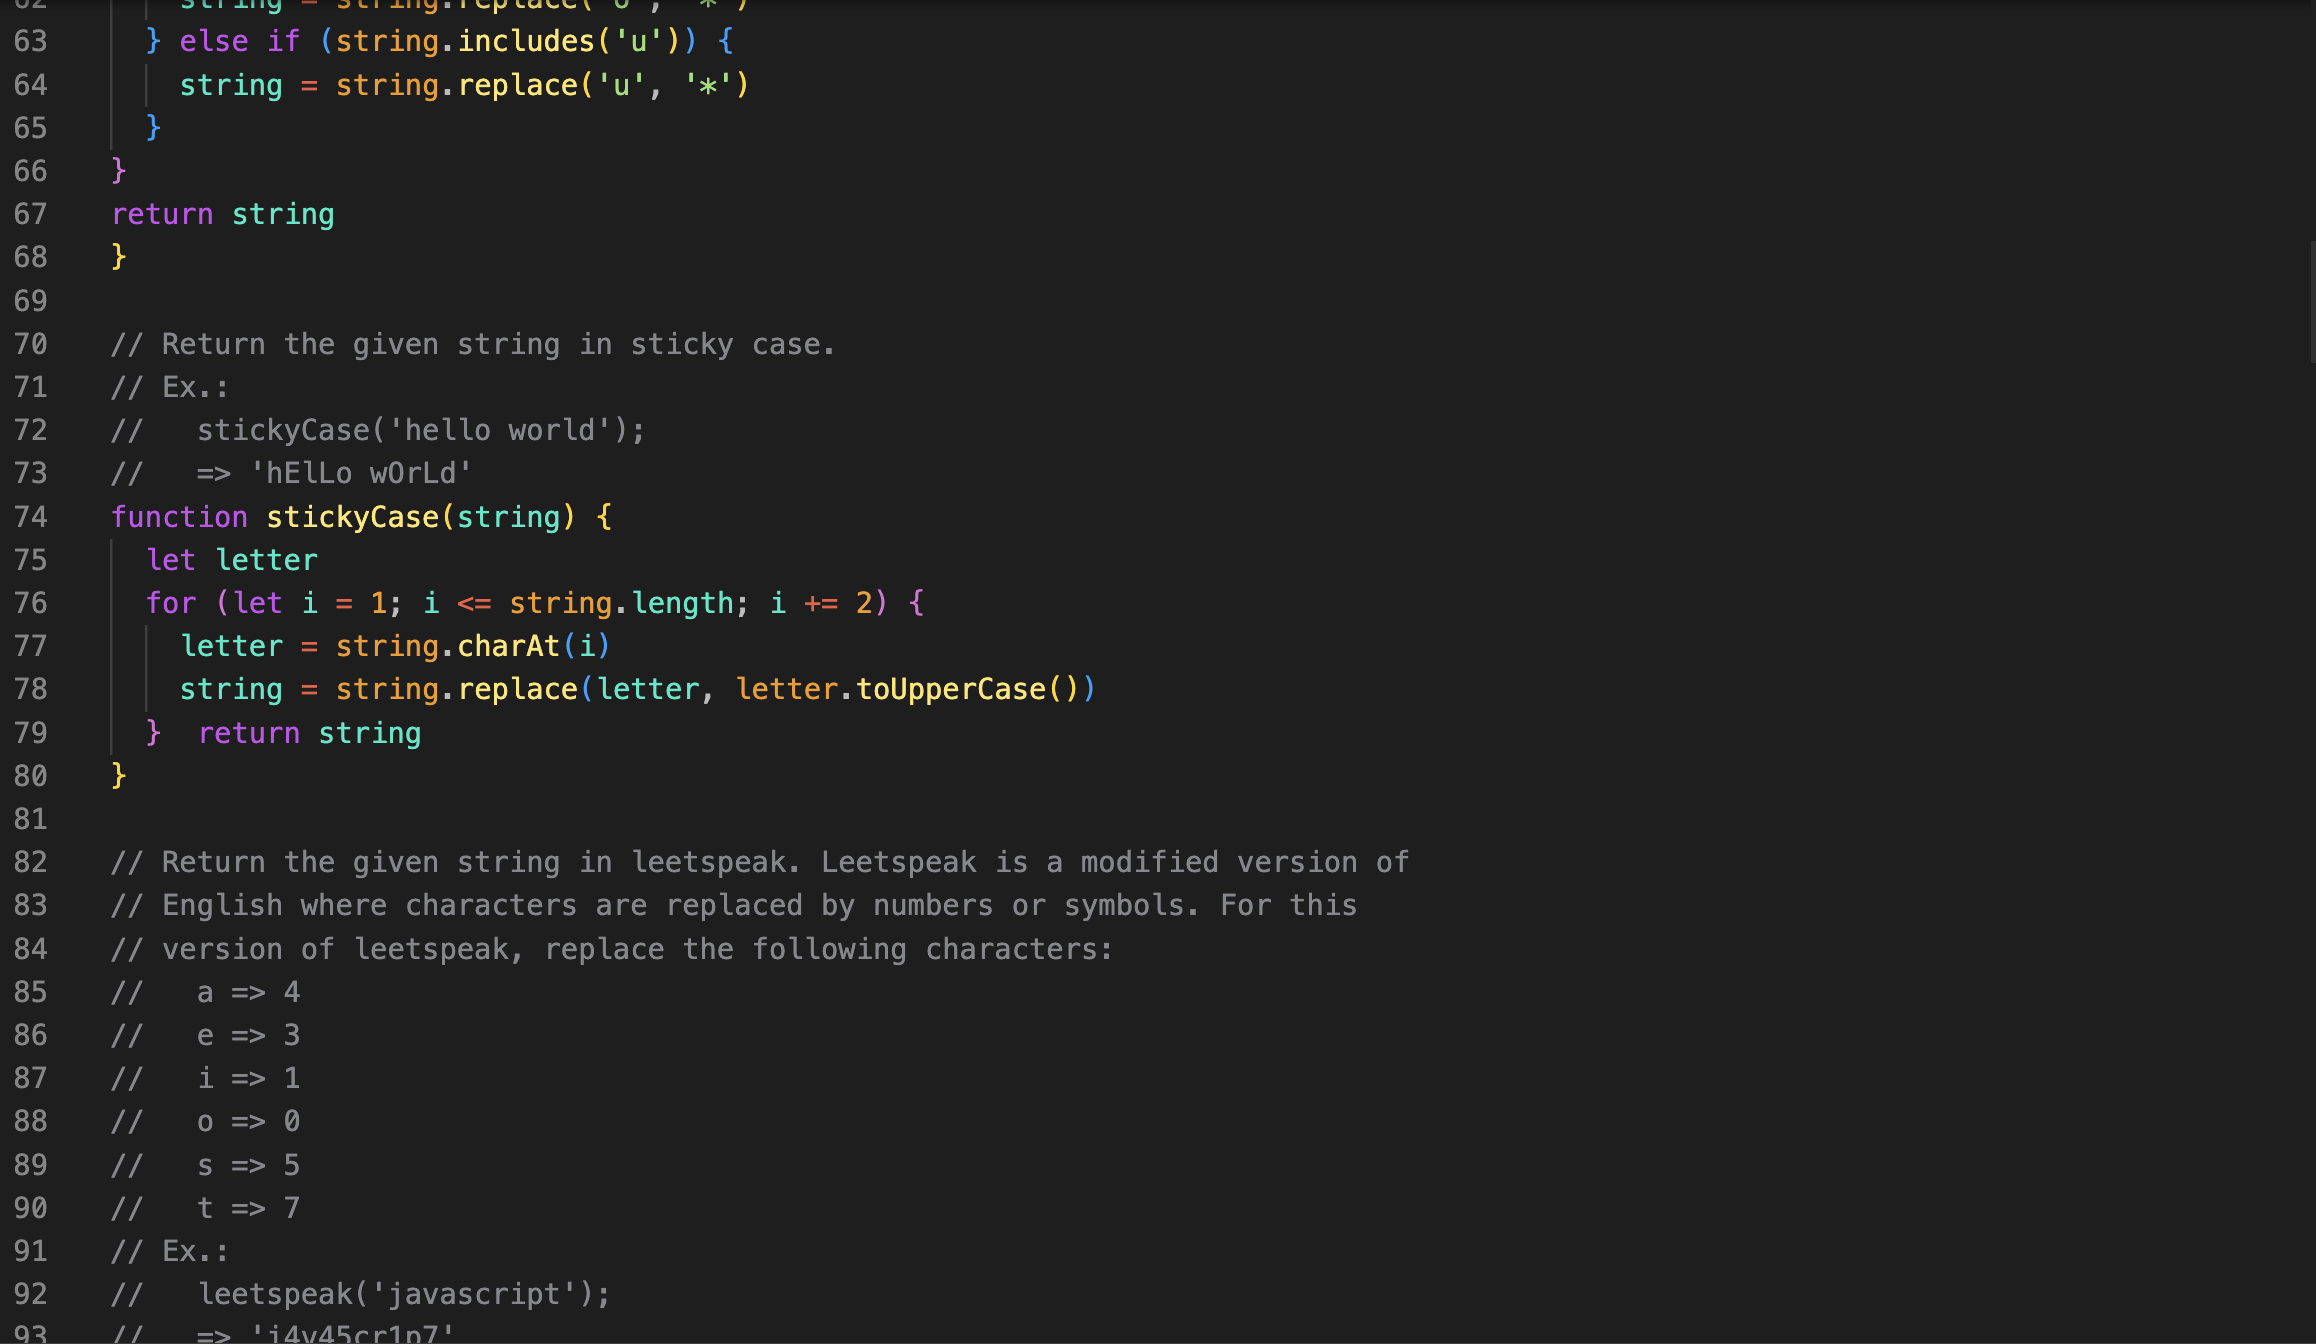 62 string = string.replace('o', '*')
63 } else if (string.includes('u')) {
64 string = string.replace('u', '*')
65 }
66 }
67 return string
68 }
69
70 // Return the given string in sticky case.
71 // Ex.:
72 // stickyCase('hello world');
73 // => 'hElLo wOrLd'
74 function stickyCase(string) {
75 let letter
76 for (let i = 1; i <= string.length; i += 2) {
77 letter = string.charAt(i)
78 string = string.replace(letter, letter.toUpperCase())
79 } return string
80 }
81
82 // Return the given string in leetspeak. Leetspeak is a modified version of
83 // English where characters are replaced by numbers or symbols. For this
84 // version of leetspeak, replace the following characters:
85 // a => 4
86 // e => 3
87 // i => 1
88 // o => 0
89 // s => 5
90 // t => 7
91 // Ex.:
92 // leetspeak('javascript');
93 // => 'j4v45cr1p7'